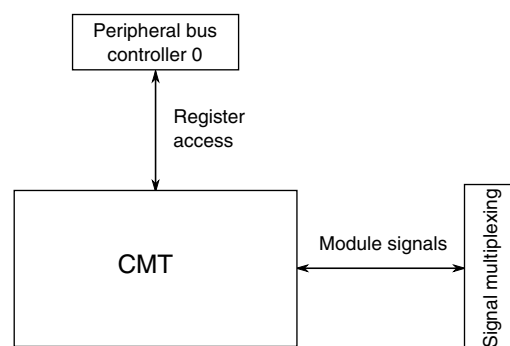 Peripheral bus
controller 0
Register
access
CMT
Module signals
Signal multiplexing